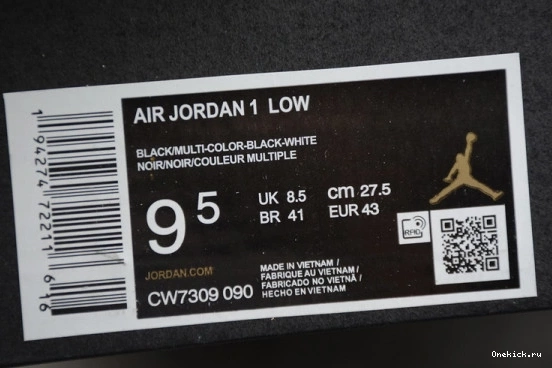 AIR JORDAN 1 LOW
BLACK/MULTI-COLOR-BLACK-WHITE
NOIR/NOIR/COULEUR MULTIPLE
9 5
UK 8.5 cm 27.5
BR 41 EUR 43
RFID
JORDAN.COM
CW7309 090
MADE IN VIETNAM /
FABRIQUE AU VIETNAM /
FABRICADO NO VIETNÃ /
HECHO EN VIETNAM
1 94274 72211 6 16
Onekick.ru